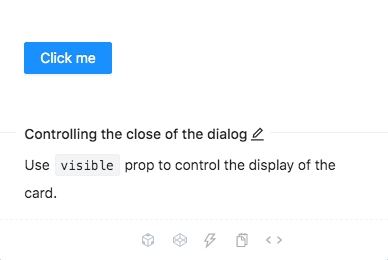 Click me
Controlling the close of the dialog
Use visible prop to control the display of the
card.